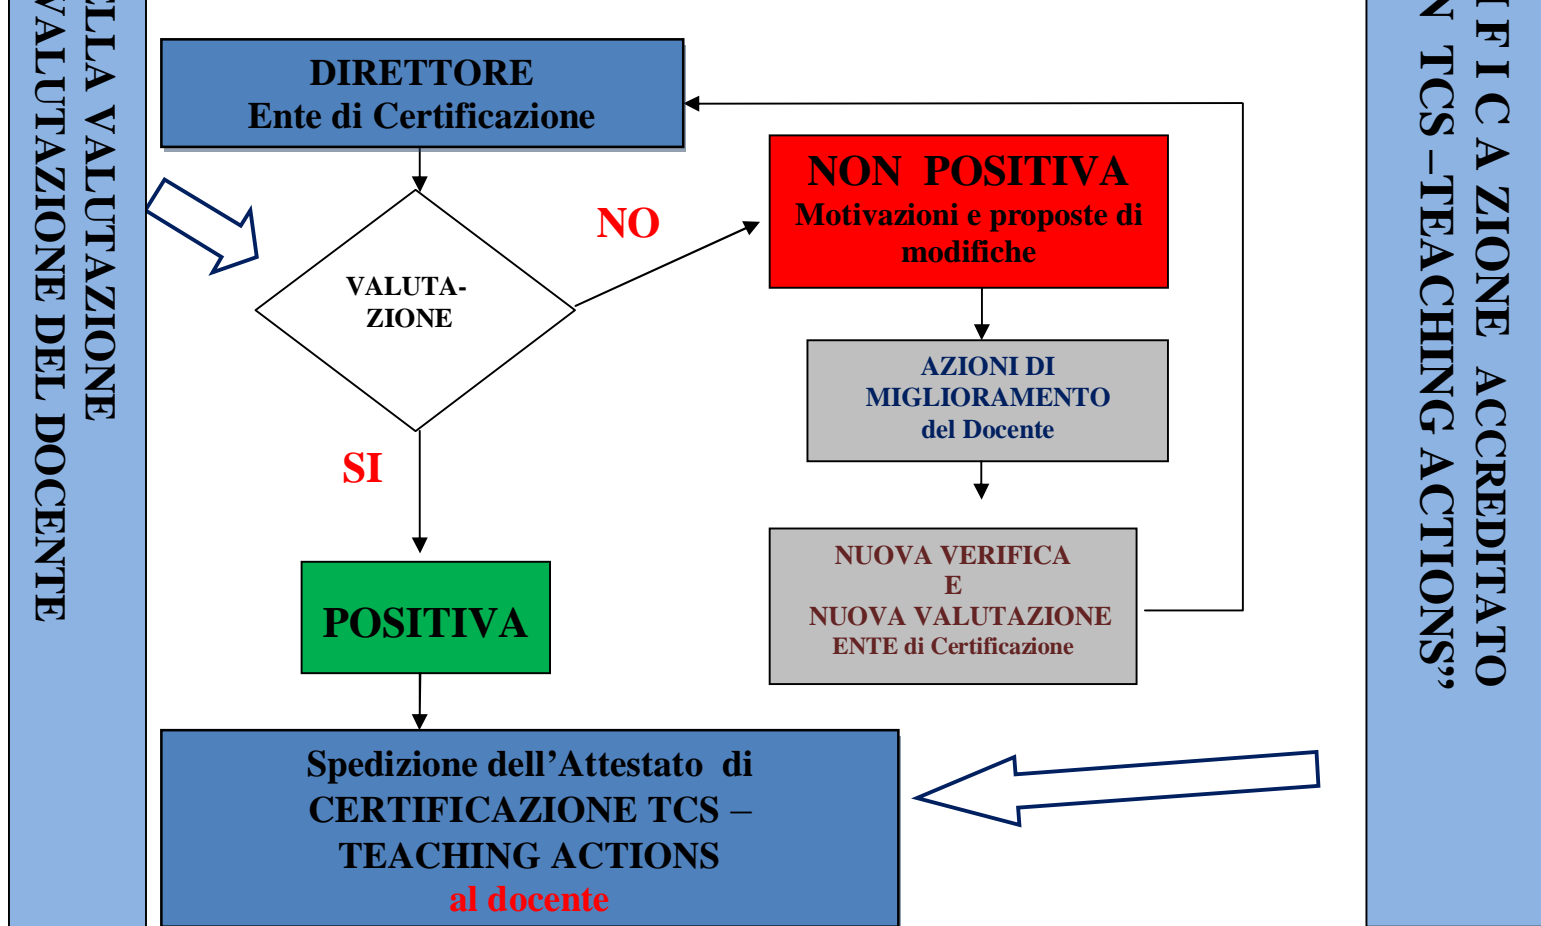 ELLA VALUTAZIONE
VALUTAZIONE DEL DOCENTE
DIRETTORE
Ente di Certificazione
VALUTA-
ZIONE
NO
NON POSITIVA
Motivazioni e proposte di
modifiche
AZIONI DI
MIGLIORAMENTO
del Docente
SI
NUOVA VERIFICA
E
NUOVA VALUTAZIONE
ENTE di Certificazione
POSITIVA
Spedizione dell’Attestato di
CERTIFICAZIONE TCS –
TEACHING ACTIONS
al docente
I F I C A ZIONE ACCREDITATO
N TCS –TEACHING ACTIONS”